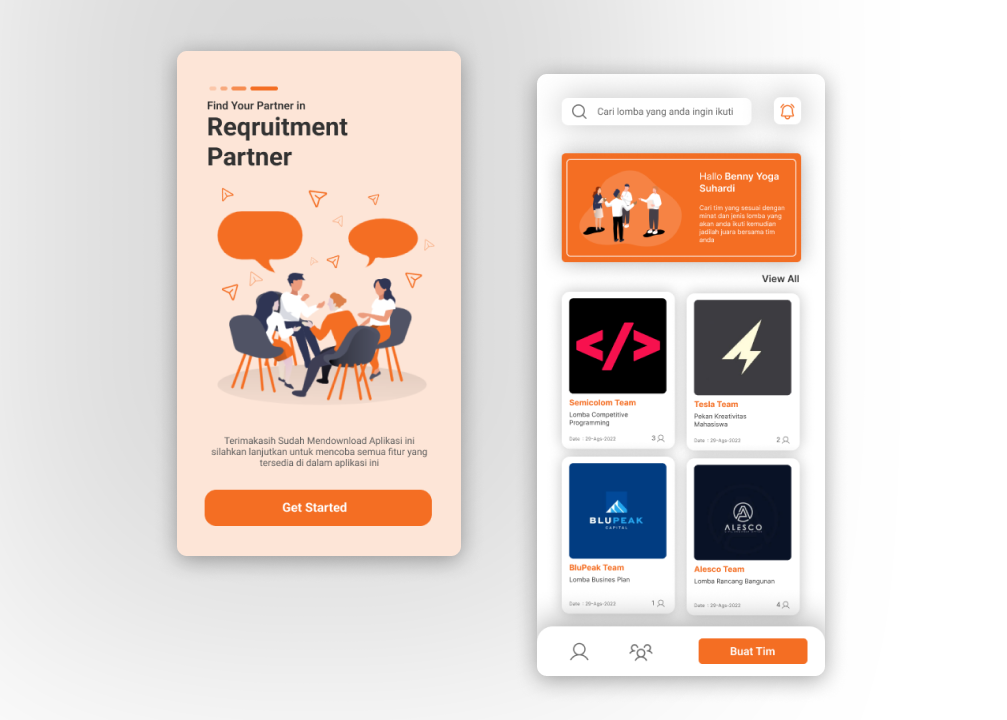 Find Your Partner in
Reqruitment
Partner
Terimakasih Sudah Mendownload Aplikasi ini
silahkan lanjutkan untuk mencoba semua fitur yang
tersedia di dalam aplikasi ini
Get Started
Cari lomba yang anda ingin ikuti
Hallo Benny Yoga
Suhardi
Cari tim yang sesuai dengan
minat dan jenis lomba yang
akan anda ikuti kemudian
jadilah juara bersama tim
anda
View All
</>
Semicolom Team
Lomba Competitive
Programming
Date : 29-Ags-2022
3
Tesla Team
Pekan Kreativitas
Mahasiswa
Date : 29-Ags-2022
2
BLUPEAK
CAPITAL
BluPeak Team
Lomba Busines Plan
Date : 29-Ags-2022
1
ALESCO
Alesco Team
Lomba Rancang Bangunan
Date : 29-Ags-2022
4
Buat Tim